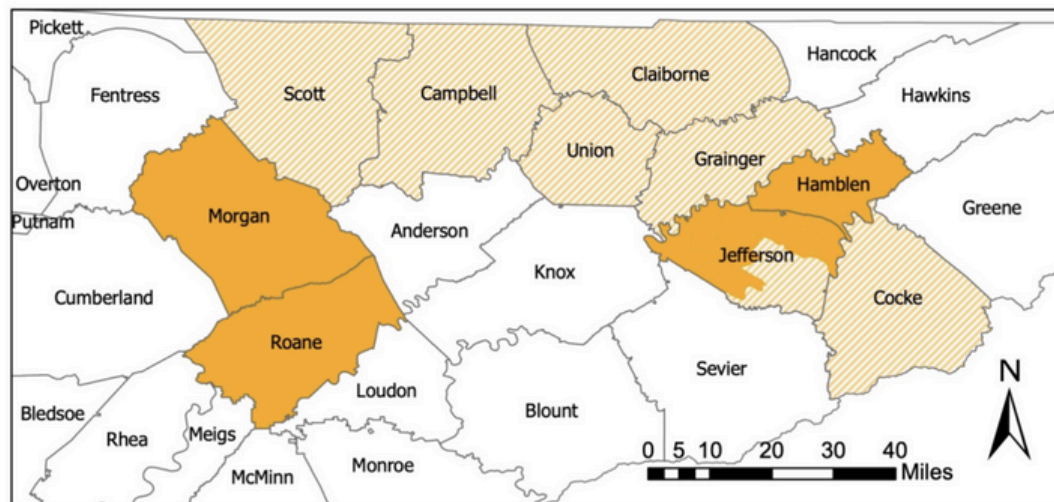 Pickett
Hancock
Claiborne
Scott
Campbell
Fentress
Hawkins
Union
Grainger
Overton
Hamblen
Putnam
Morgan
Anderson
Greene
Jefferson
Knox
Cumberland
Cocke
Roane
Sevier
Loudon
Bledsoe
Blount
Rhea
Meigs
McMinn
Monroe
N
0 5 10 20 30 40
Miles